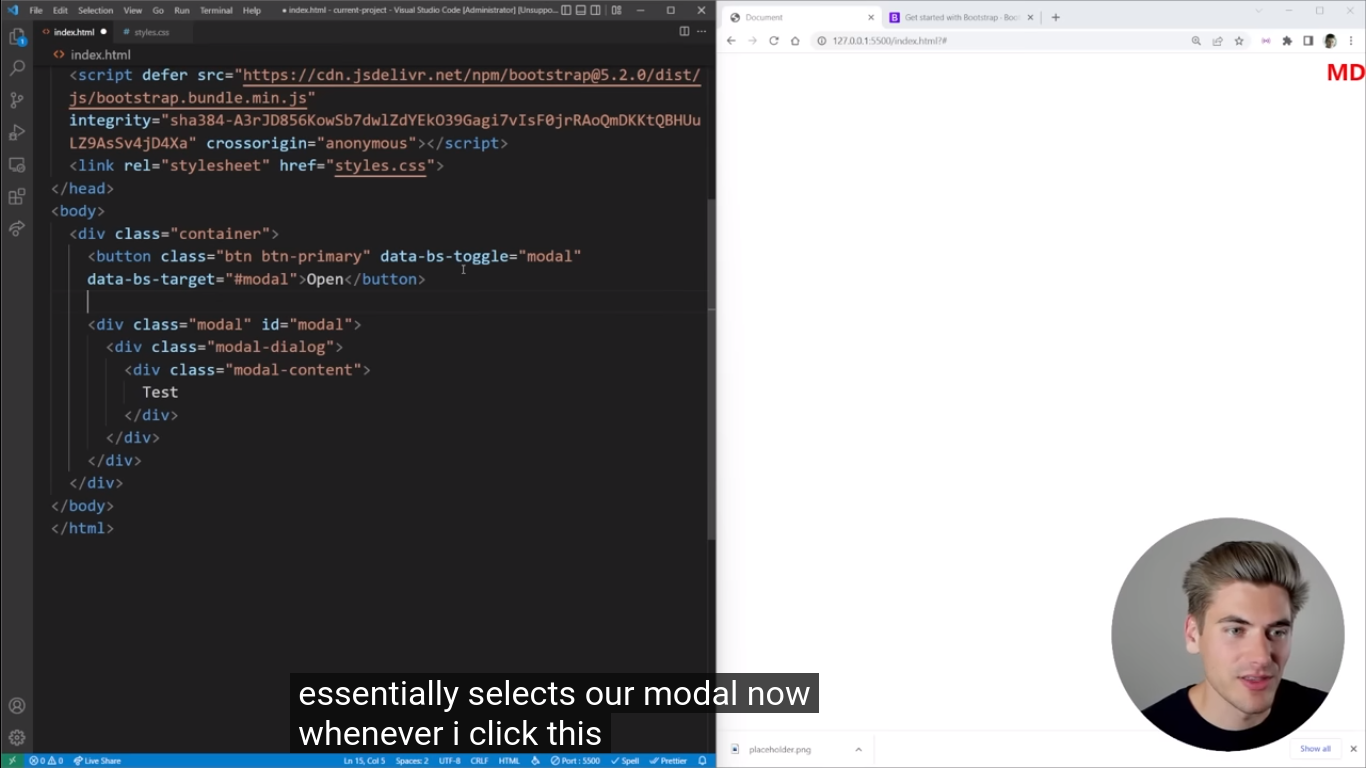 File Edit Selection View Go Run Terminal Help
● index.html - current-project - Visual Studio Code [Administrator] [Unsuppo...
index.html ●
styles.css
index.html
<script defer src="https://cdn.jsdelivr.net/npm/bootstrap@5.2.0/dist/
js/bootstrap.bundle.min.js"
integrity="sha384-A3rJD856KowSb7dwlZdYEkO39Gagi7vIsF0jrRAoQmDKKtQBHUu
LZ9AsSv4jD4Xa" crossorigin="anonymous"></script>
<link rel="stylesheet" href="styles.css">
</head>
<body>
<div class="container">
<button class="btn btn-primary" data-bs-toggle="modal"
data-bs-target="#modal">Open</button>
<div class="modal" id="modal">
<div class="modal-dialog">
<div class="modal-content">
Test
</div>
</div>
</div>
</div>
</body>
</html>
0 0 Live Share
Ln 15, Col 5 Spaces: 2 UTF-8 CRLF HTML Port : 5500 Spell Prettier
Document
Get started with Bootstrap - Boo
127.0.0.1:5500/index.html?#
MD
placeholder.png
Show all
essentially selects our modal now
whenever i click this